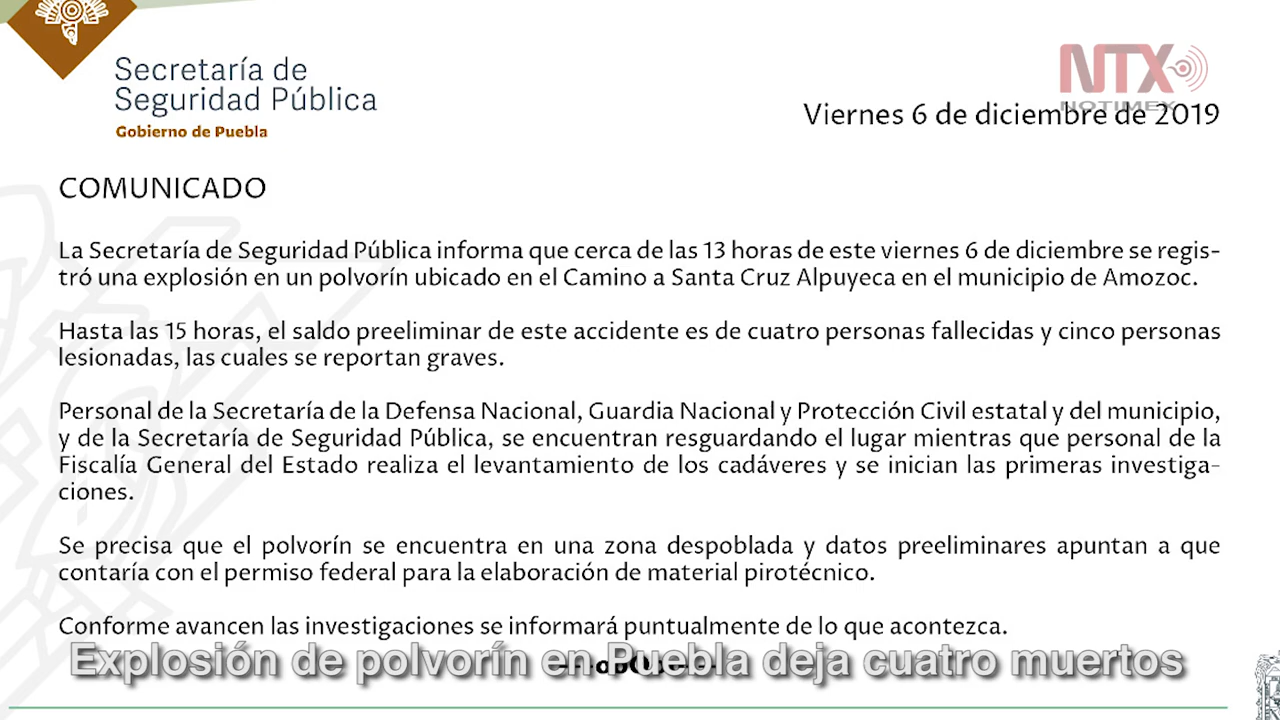 Secretaría de
Seguridad Pública
Gobierno de Puebla
NTX
NOTIMEX
Viernes 6 de diciembre de 2019
COMUNICADO
La Secretaría de Seguridad Pública informa que cerca de las 13 horas de este viernes 6 de diciembre se regis-
tró una explosión en un polvorín ubicado en el Camino a Santa Cruz Alpuyeca en el municipio de Amozoc.
Hasta las 15 horas, el saldo preeliminar de este accidente es de cuatro personas fallecidas y cinco personas
lesionadas, las cuales se reportan graves.
Personal de la Secretaría de la Defensa Nacional, Guardia Nacional y Protección Civil estatal y del municipio,
y de la Secretaría de Seguridad Pública, se encuentran resguardando el lugar mientras que personal de la
Fiscalía General del Estado realiza el levantamiento de los cadáveres y se inician las primeras investiga-
ciones.
Se precisa que el polvorín se encuentra en una zona despoblada y datos preeliminares apuntan a que
contaría con el permiso federal para la elaboración de material pirotécnico.
Conforme avancen las investigaciones se informará puntualmente de lo que acontezca.
Explosión de polvorín en Puebla deja cuatro muertos